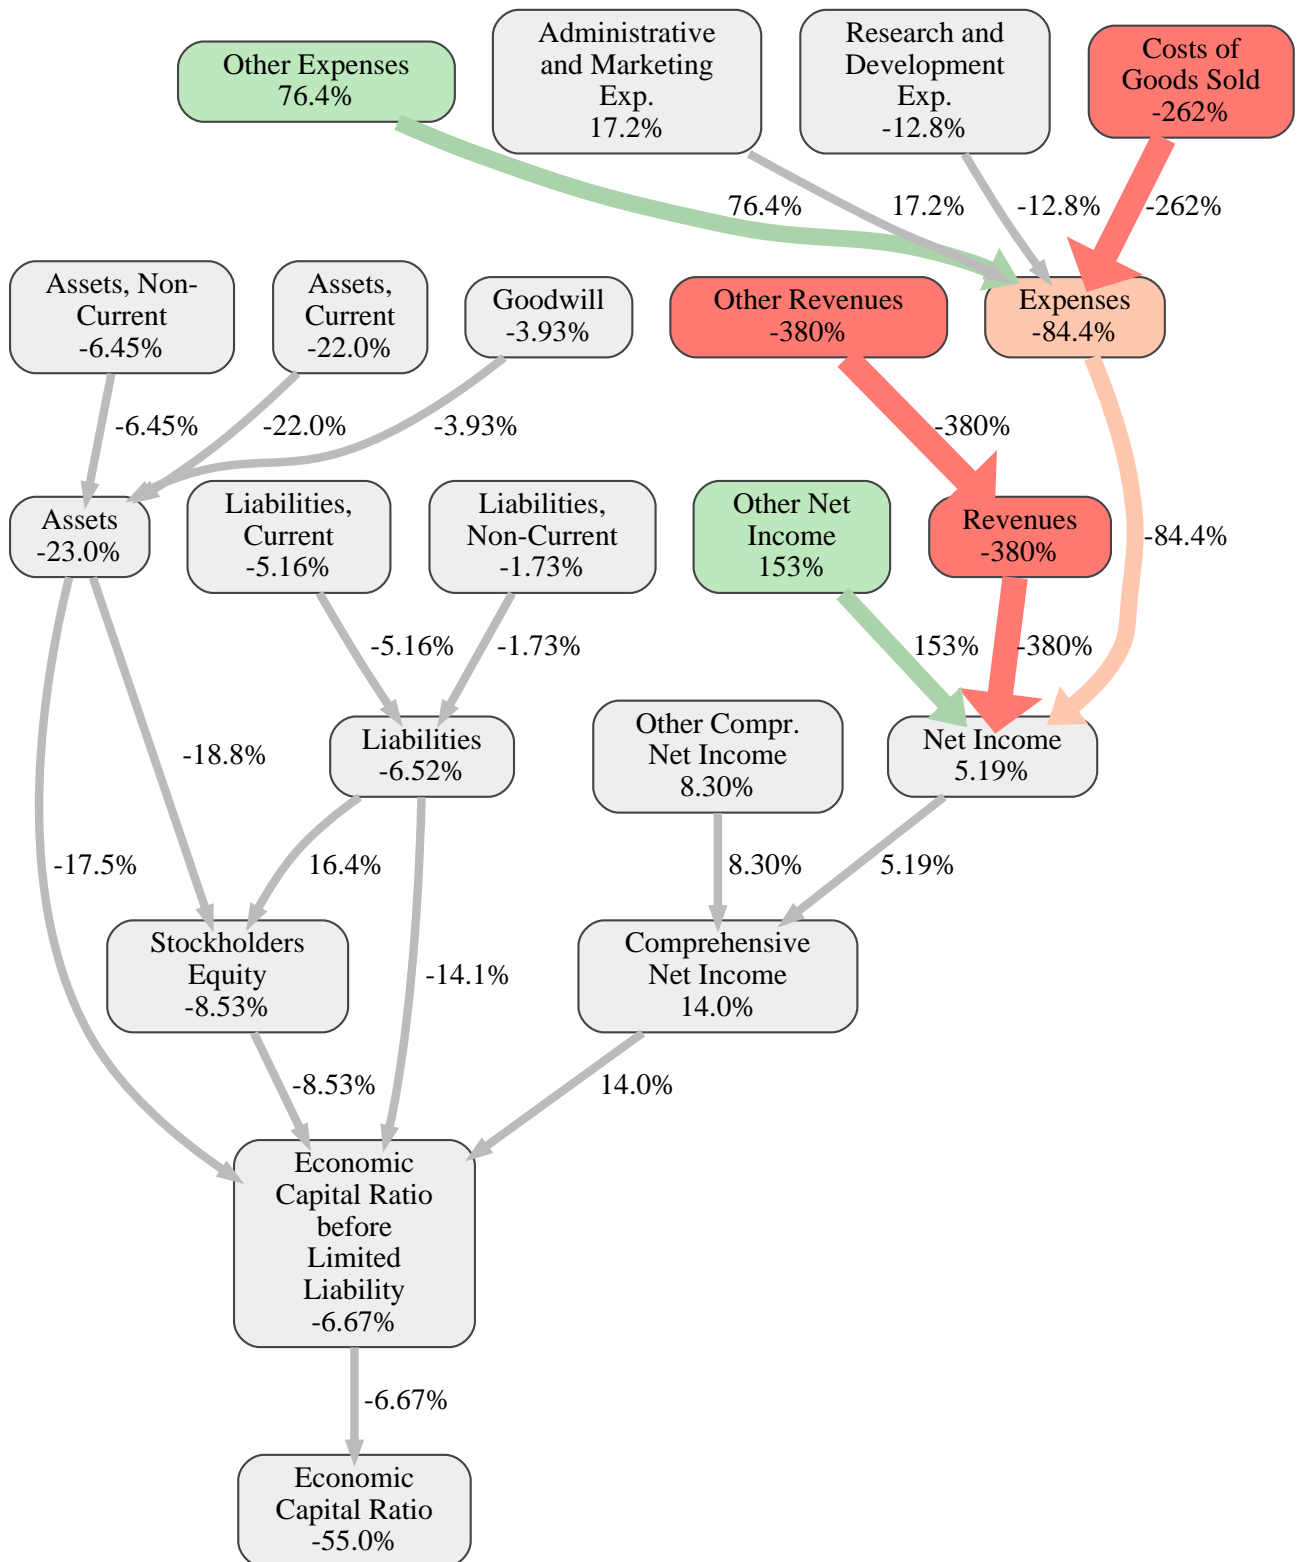 Other Expenses
76.4%
Administrative
and Marketing
Exp.
17.2%
Research and
Development
Exp.
-12.8%
Costs of
Goods Sold
-262%
76.4%
17.2%
-12.8%
-262%
Assets, Non-
Current
-6.45%
Assets,
Current
-22.0%
Goodwill
-3.93%
Other Revenues
-380%
Expenses
-84.4%
-6.45%
-22.0%
-3.93%
-380%
-84.4%
Assets
-23.0%
Liabilities,
Current
-5.16%
Liabilities,
Non-Current
-1.73%
Other Net
Income
153%
Revenues
-380%
-5.16%
-1.73%
153%
-380%
-18.8%
Liabilities
-6.52%
Other Compr.
Net Income
8.30%
Net Income
5.19%
-17.5%
16.4%
8.30%
5.19%
Stockholders
Equity
-8.53%
-14.1%
Comprehensive
Net Income
14.0%
-8.53%
14.0%
Economic
Capital Ratio
before
Limited
Liability
-6.67%
-6.67%
Economic
Capital Ratio
-55.0%